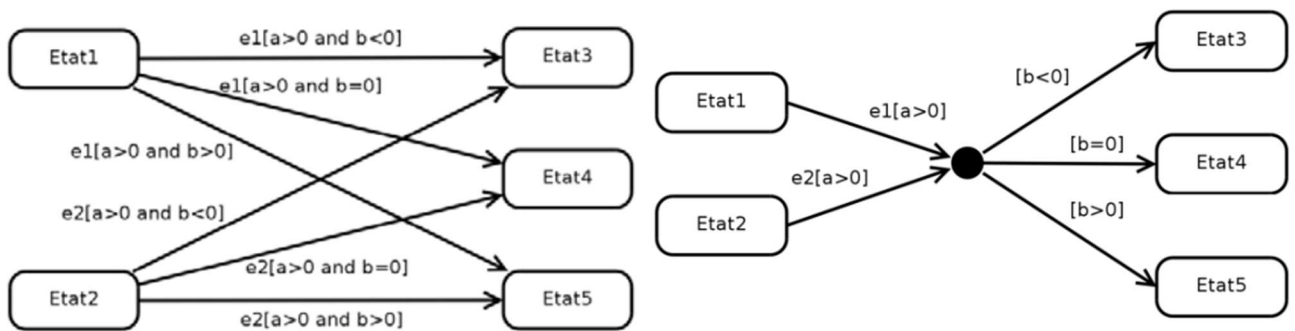 Etat1
e1[a>0 and b<0]
Etat3
e1[a>0 and b=0]
e1[a>0 and b>0]
Etat4
e2[a>0 and b<0]
e2[a>0 and b=0]
Etat2
Etat5
e2[a>0 and b>0]
Etat3
[b<0]
Etat1
e1[a>0]
[b=0]
Etat4
e2[a>0]
Etat2
[b>0]
Etat5